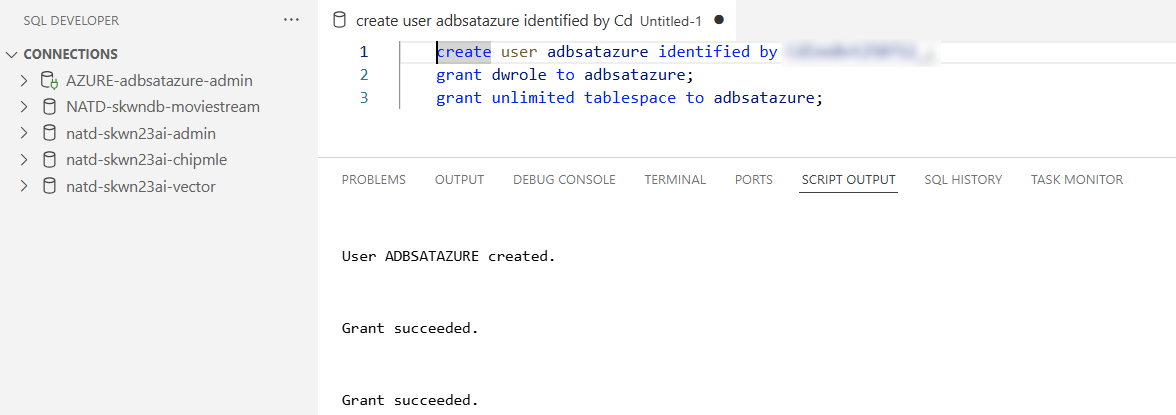 SQL DEVELOPER
...
CONNECTIONS
AZURE-adbsatazure-admin
NATD-skwndb-moviestream
natd-skwn23ai-admin
natd-skwn23ai-chipmle
natd-skwn23ai-vector
create user adbsatazure identified by Cd Untitled-1
1 create user adbsatazure identified by
2 grant dwrole to adbsatazure;
3 grant unlimited tablespace to adbsatazure;
PROBLEMS OUTPUT DEBUG CONSOLE TERMINAL PORTS SCRIPT OUTPUT SQL HISTORY TASK MONITOR
User ADBSATAZURE created.
Grant succeeded.
Grant succeeded.